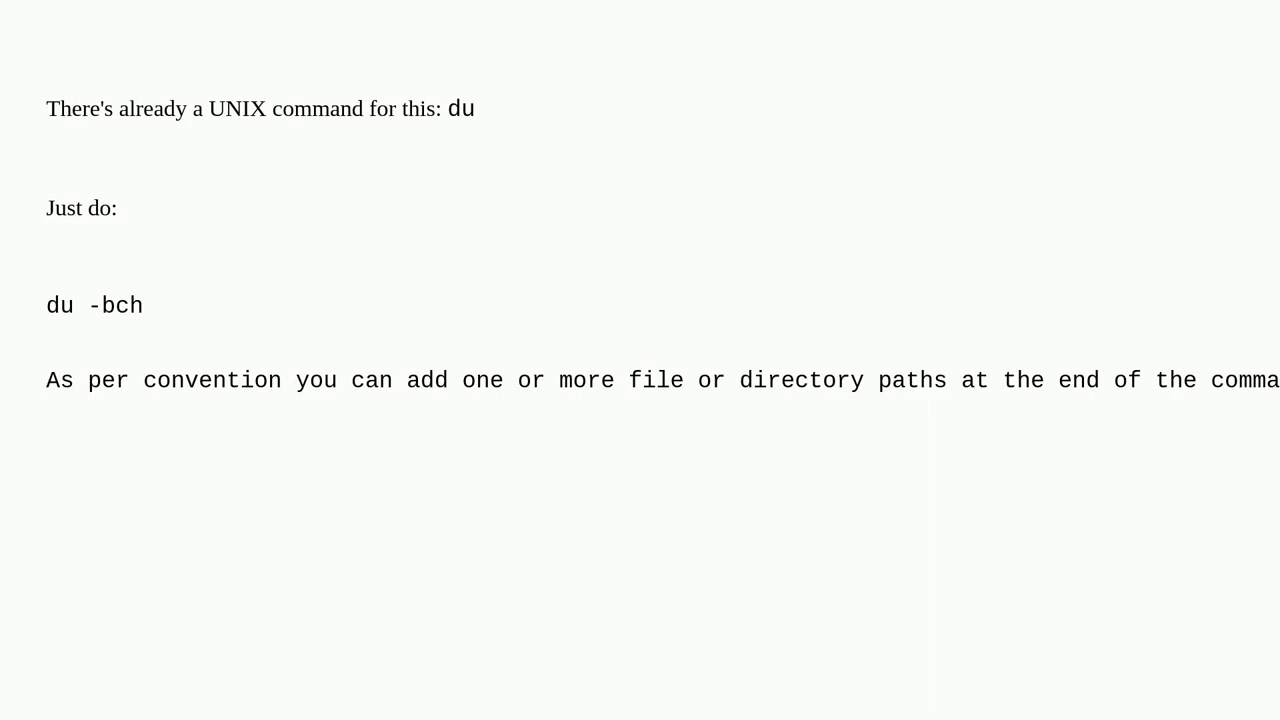 There's already a UNIX command for this: du
Just do:
du -bch
As per convention you can add one or more file or directory paths at the end of the comma